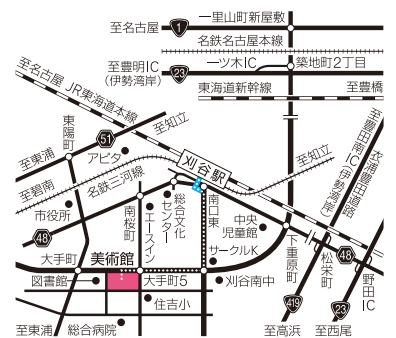 至名古屋
1
一里山町新屋敷
名鉄名古屋本線
至豊明IC
(伊勢湾岸)
23
一ツ木IC
築地町2丁目
東海道新幹線
至豊橋
至名古屋
JR東海道本線
東陽町
51
至知立
アピタ
至東浦
至碧南
名鉄三河線
刈谷駅
至知立
至豊田南IC(伊勢湾岸)
衣浦豊田道路
市役所
48
南桜町
エースイン
総合文化
センター
南口東
中央
児童館
サークルK
大手町
美術館
図書館
大手町5
刈谷南中
下重原町
松栄町
48
野田IC
住吉小
総合病院
至東浦
419
至高浜
23
至西尾